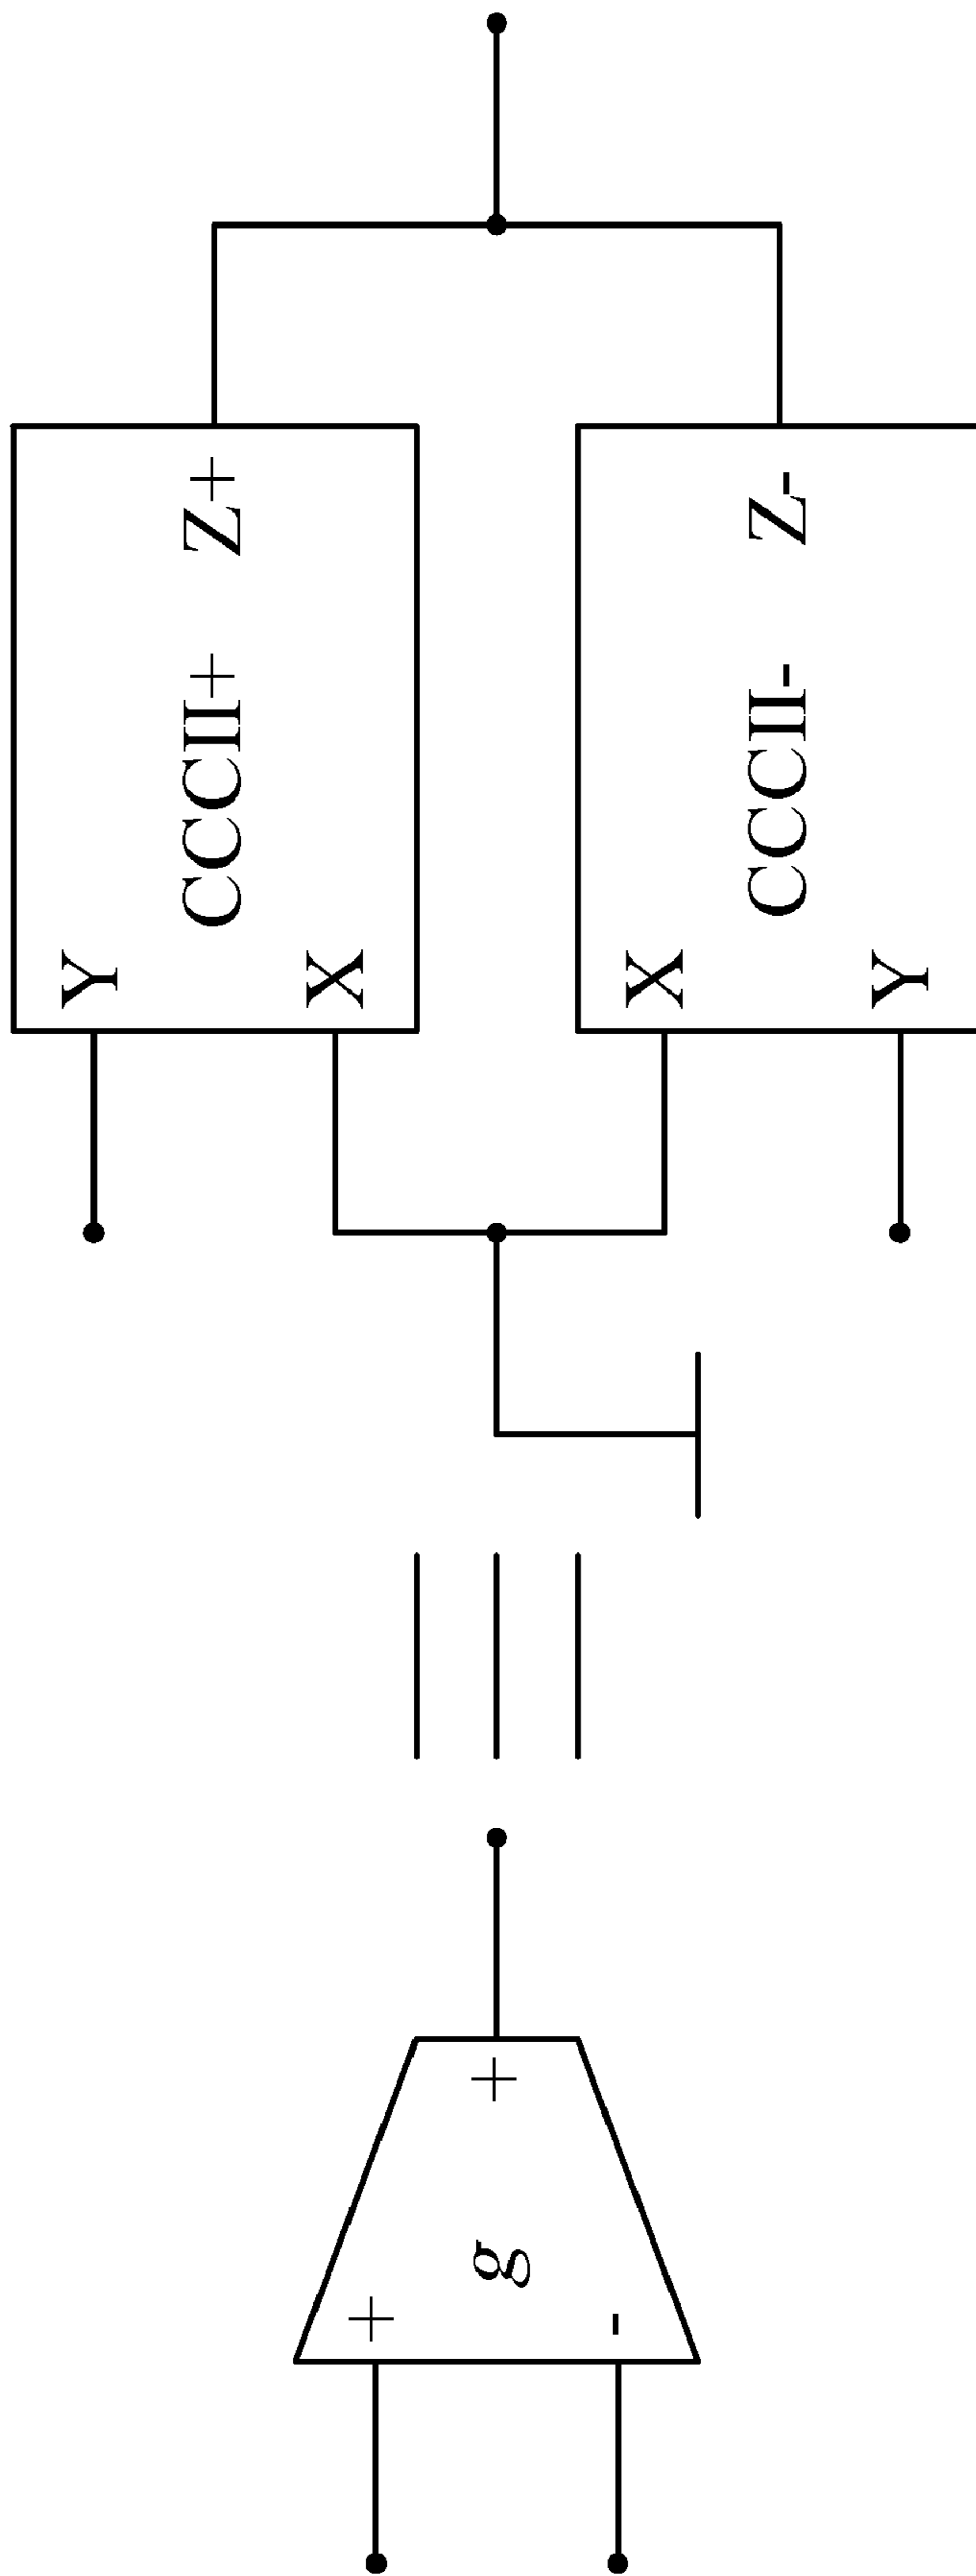 +
-
g
+
Y
X
CCCII+
Z+
X
Y
CCCII-
Z-